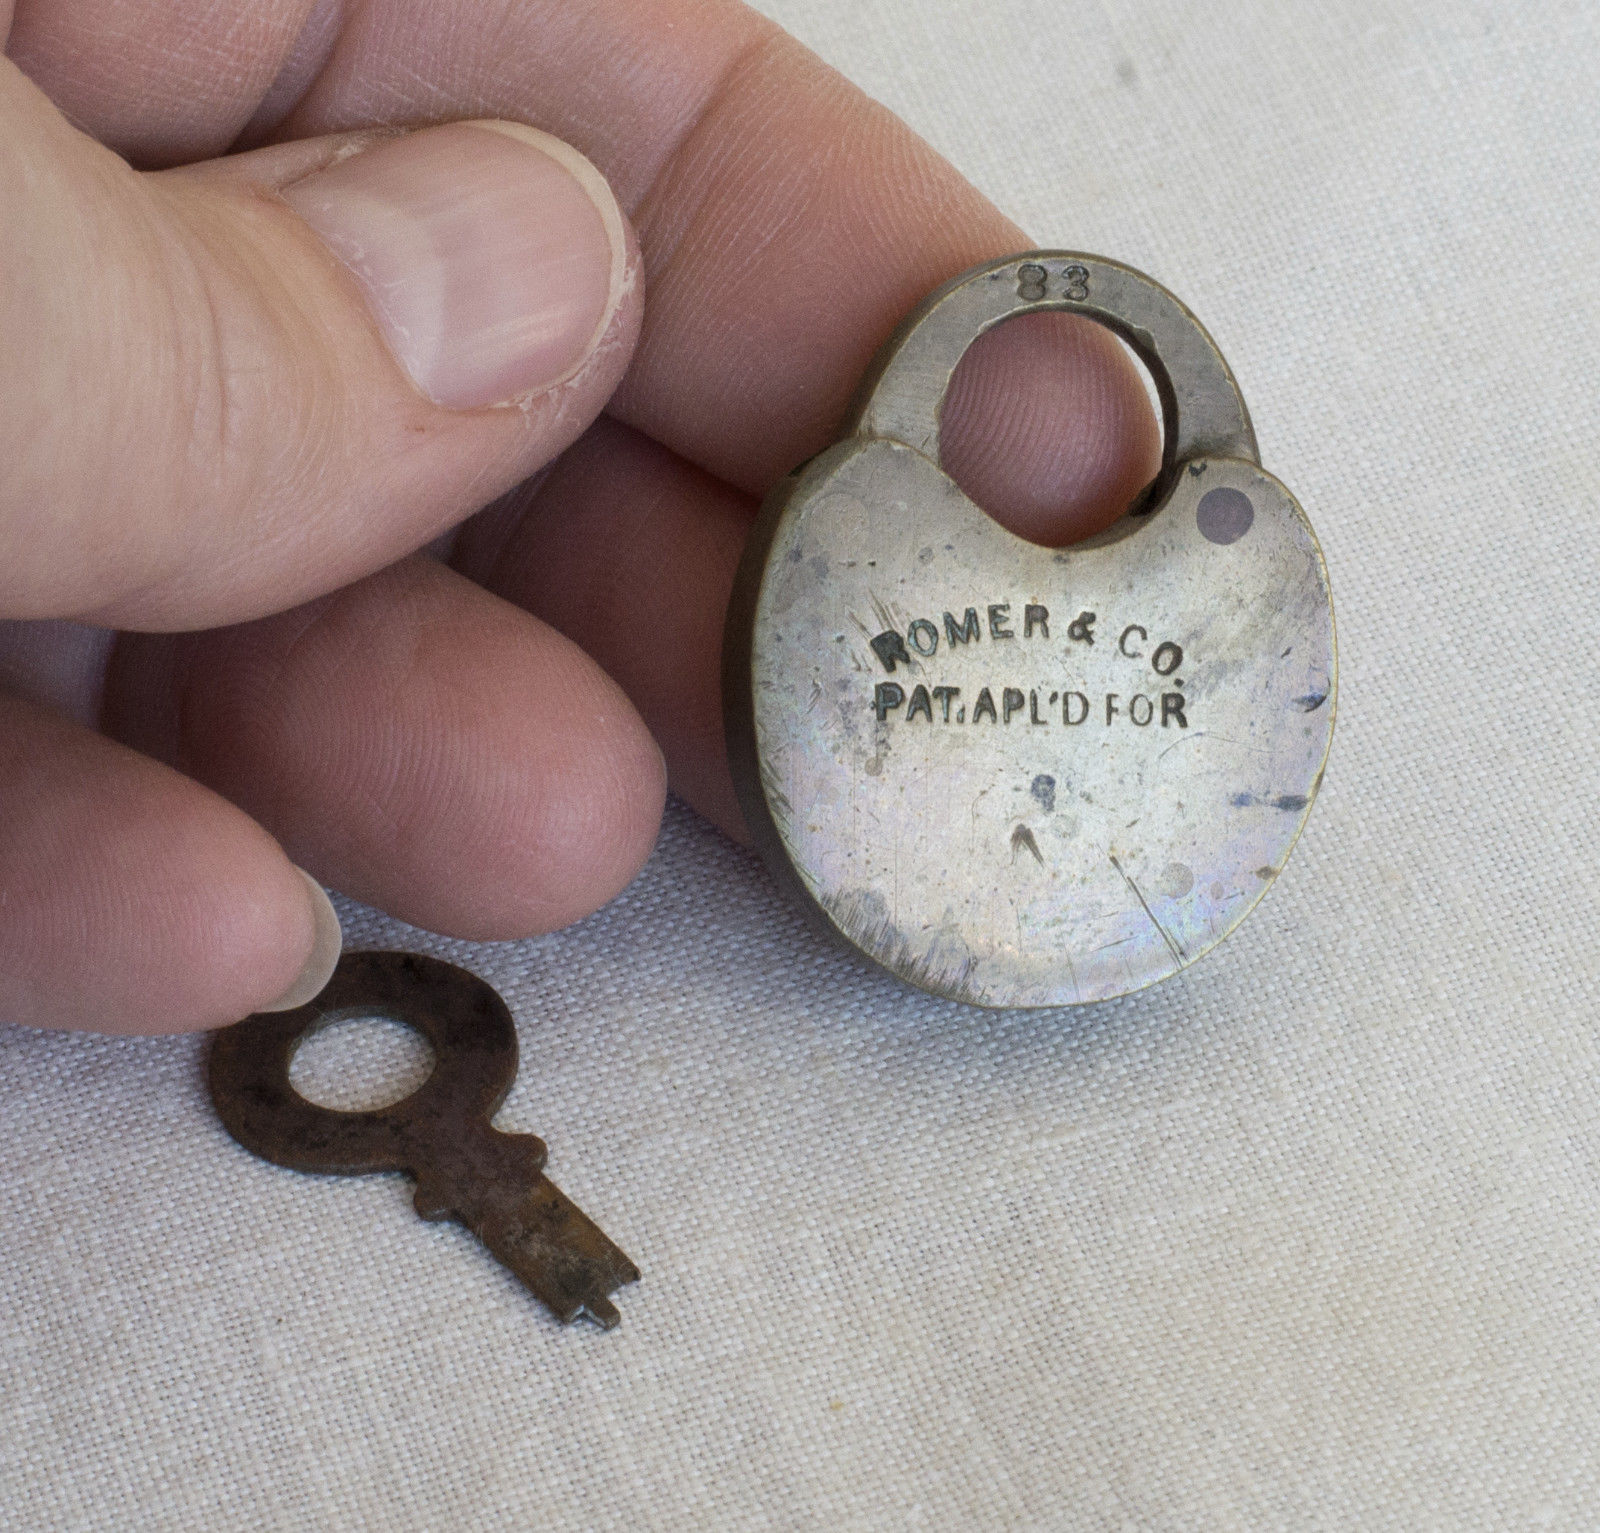 83
ROMER & CO.
PAT. APL'D FOR